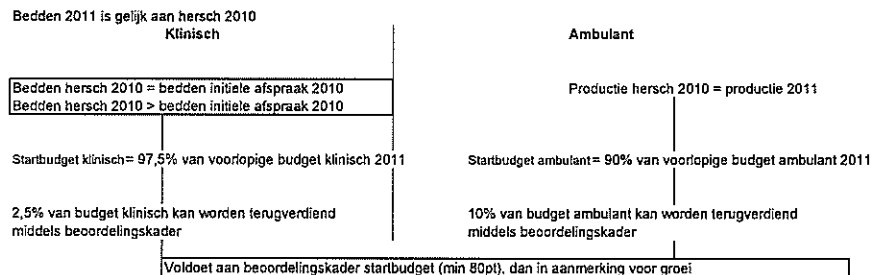 Bedden 2011 is gelijk aan hersch 2010
Klinisch
Ambulant
Bedden hersch 2010 = bedden initiele afspraak 2010
Bedden hersch 2010 > bedden initiele afspraak 2010
Productie hersch 2010 = productie 2011
Startbudget klinisch= 97,5% van voorlopige budget klinisch 2011
Startbudget ambulant= 90% van voorlopige budget ambulant 2011
2,5% van budget klinisch kan worden terugverdiend
middels beoordelingskader
10% van budget ambulant kan worden terugverdiend
middels beoordelingskader
Voldoet aan beoordelingskader startbudget (min 80pt), dan in aanmerking voor groei